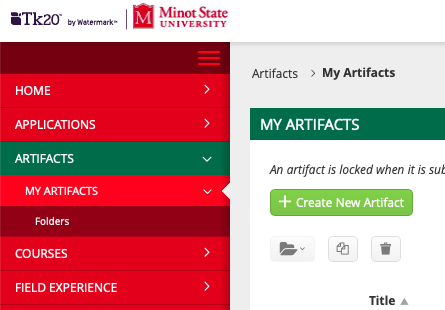 Tk20™ by Watermark™
Minot State
UNIVERSITY
HOME
APPLICATIONS
ARTIFACTS
MY ARTIFACTS
Folders
COURSES
FIELD EXPERIENCE
Artifacts > My Artifacts
MY ARTIFACTS
An artifact is locked when it is sub
+ Create New Artifact
Title ▲